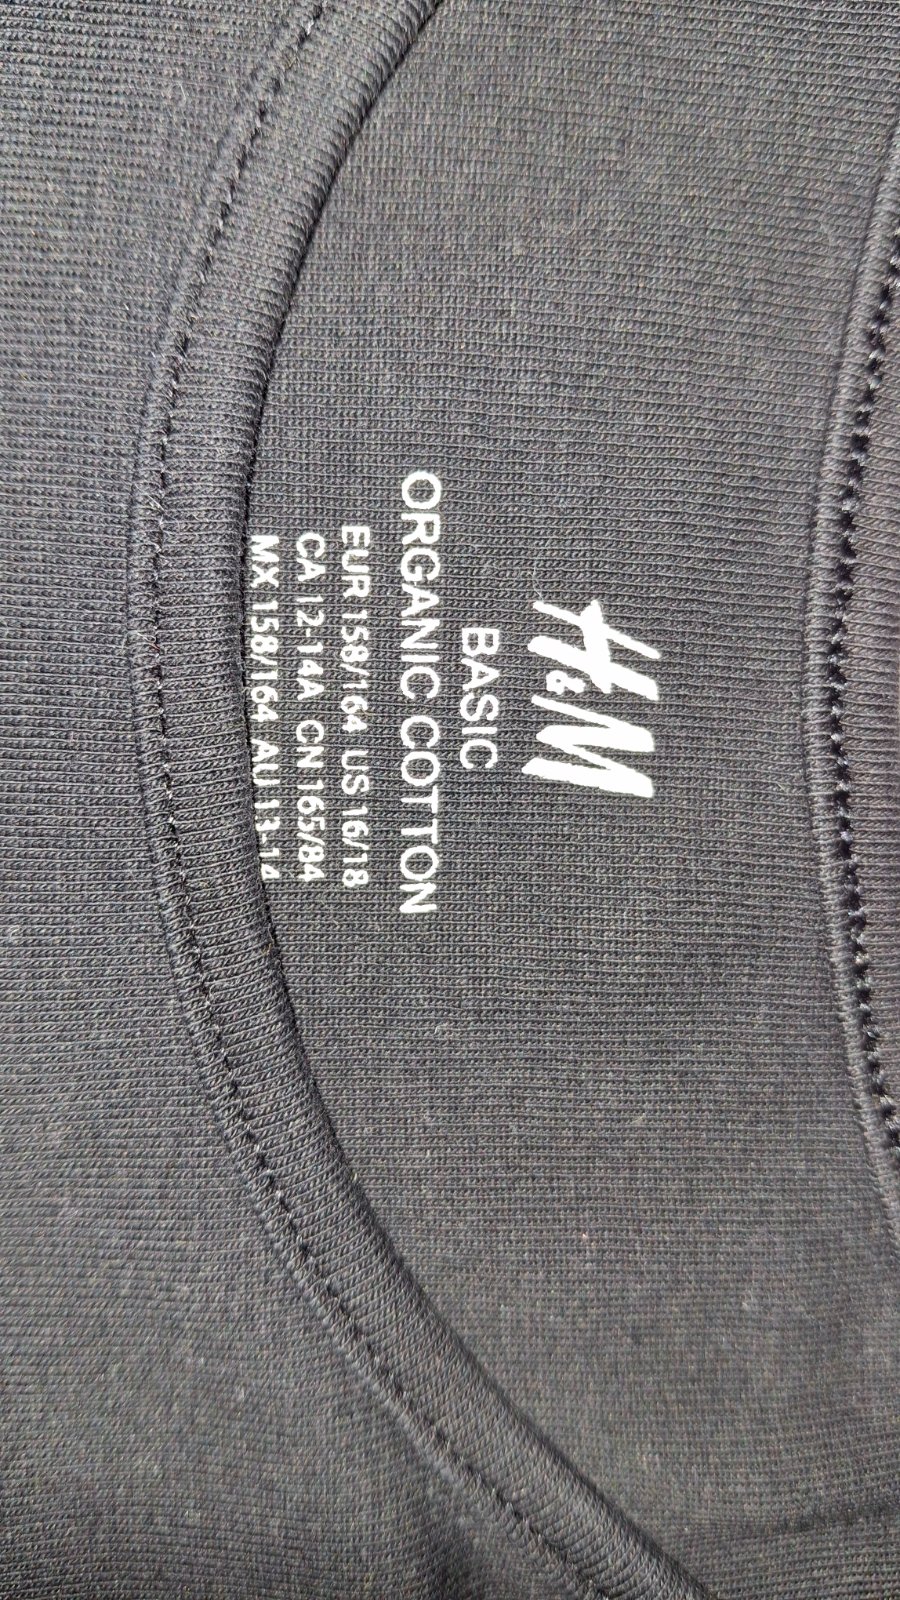 H&M
BASIC
ORGANIC COTTON
EUR 158/164 US 16/18
CA 12-14A CN 165/84
MX 158/164 AU 13-14